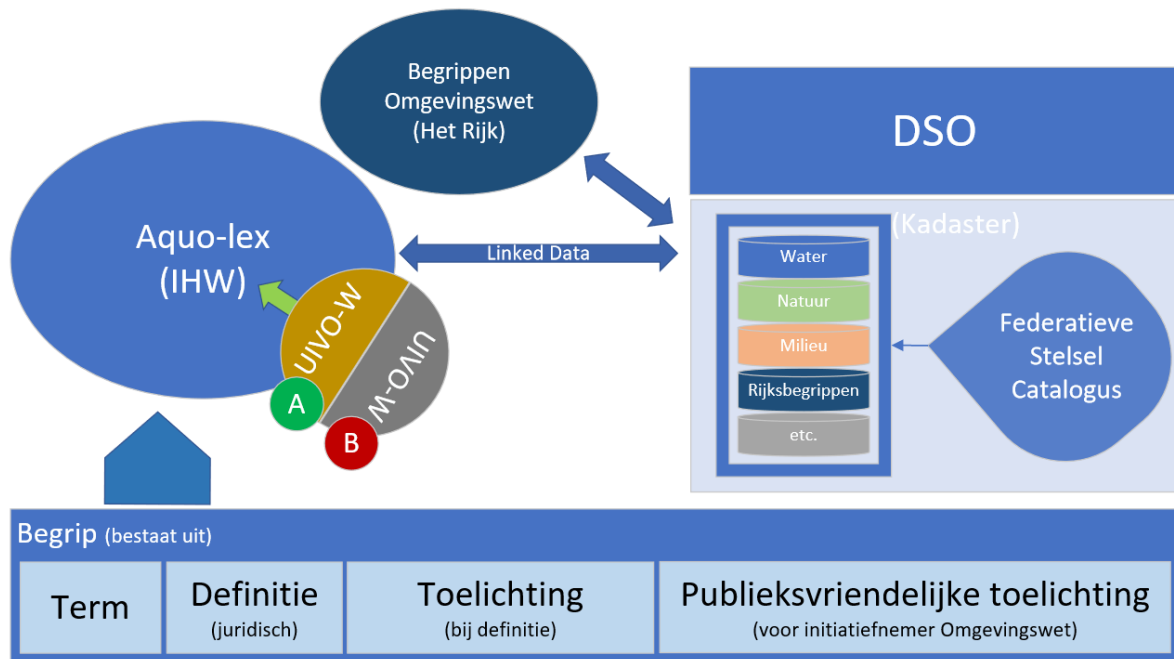 Begrippen
Omgevingswet
(Het Rijk)
DSO
Aquo-lex
(IHW)
Linked Data
(Kadaster)
Water
Natuur
Milieu
Rijksbegrippen
etc.
Federatieve
Stelsel
Catalogus
UIVO-W
UIVO-W
A
B
Begrip (bestaat uit)
Term
Definitie
(juridisch)
Toelichting
(bij definitie)
Publieksvriendelijke toelichting
(voor initiatiefnemer Omgevingswet)